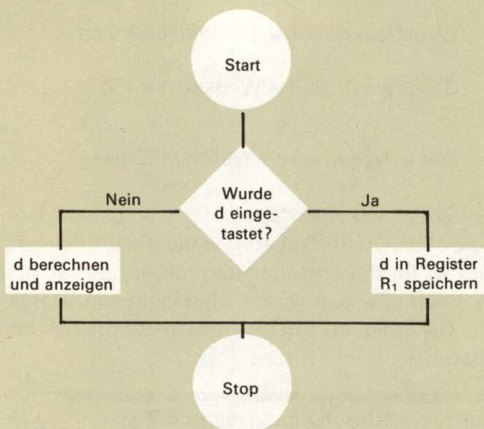 Start
Wurde
d einge-
tastet?
Nein
Ja
d berechnen
und anzeigen
d in Register
R₁ speichern
Stop